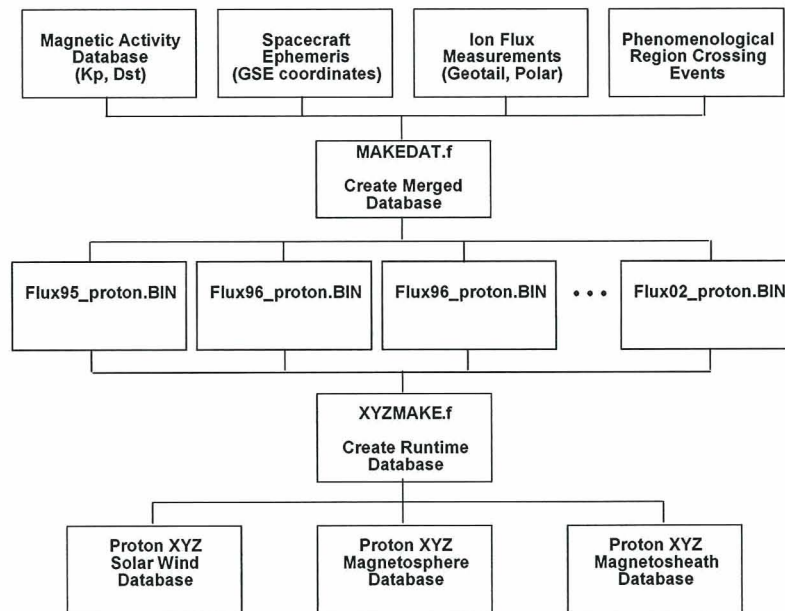 Magnetic Activity
Database
(Kp, Dst)
Spacecraft
Ephemeris
(GSE coordinates)
Ion Flux
Measurements
(Geotail, Polar)
Phenomenological
Region Crossing
Events
MAKEDAT.f
Create Merged
Database
Flux95_proton.BIN
Flux96_proton.BIN
Flux96_proton.BIN
• • •
Flux02_proton.BIN
XYZMAKE.f
Create Runtime
Database
Proton XYZ
Solar Wind
Database
Proton XYZ
Magnetosphere
Database
Proton XYZ
Magnetosheath
Database